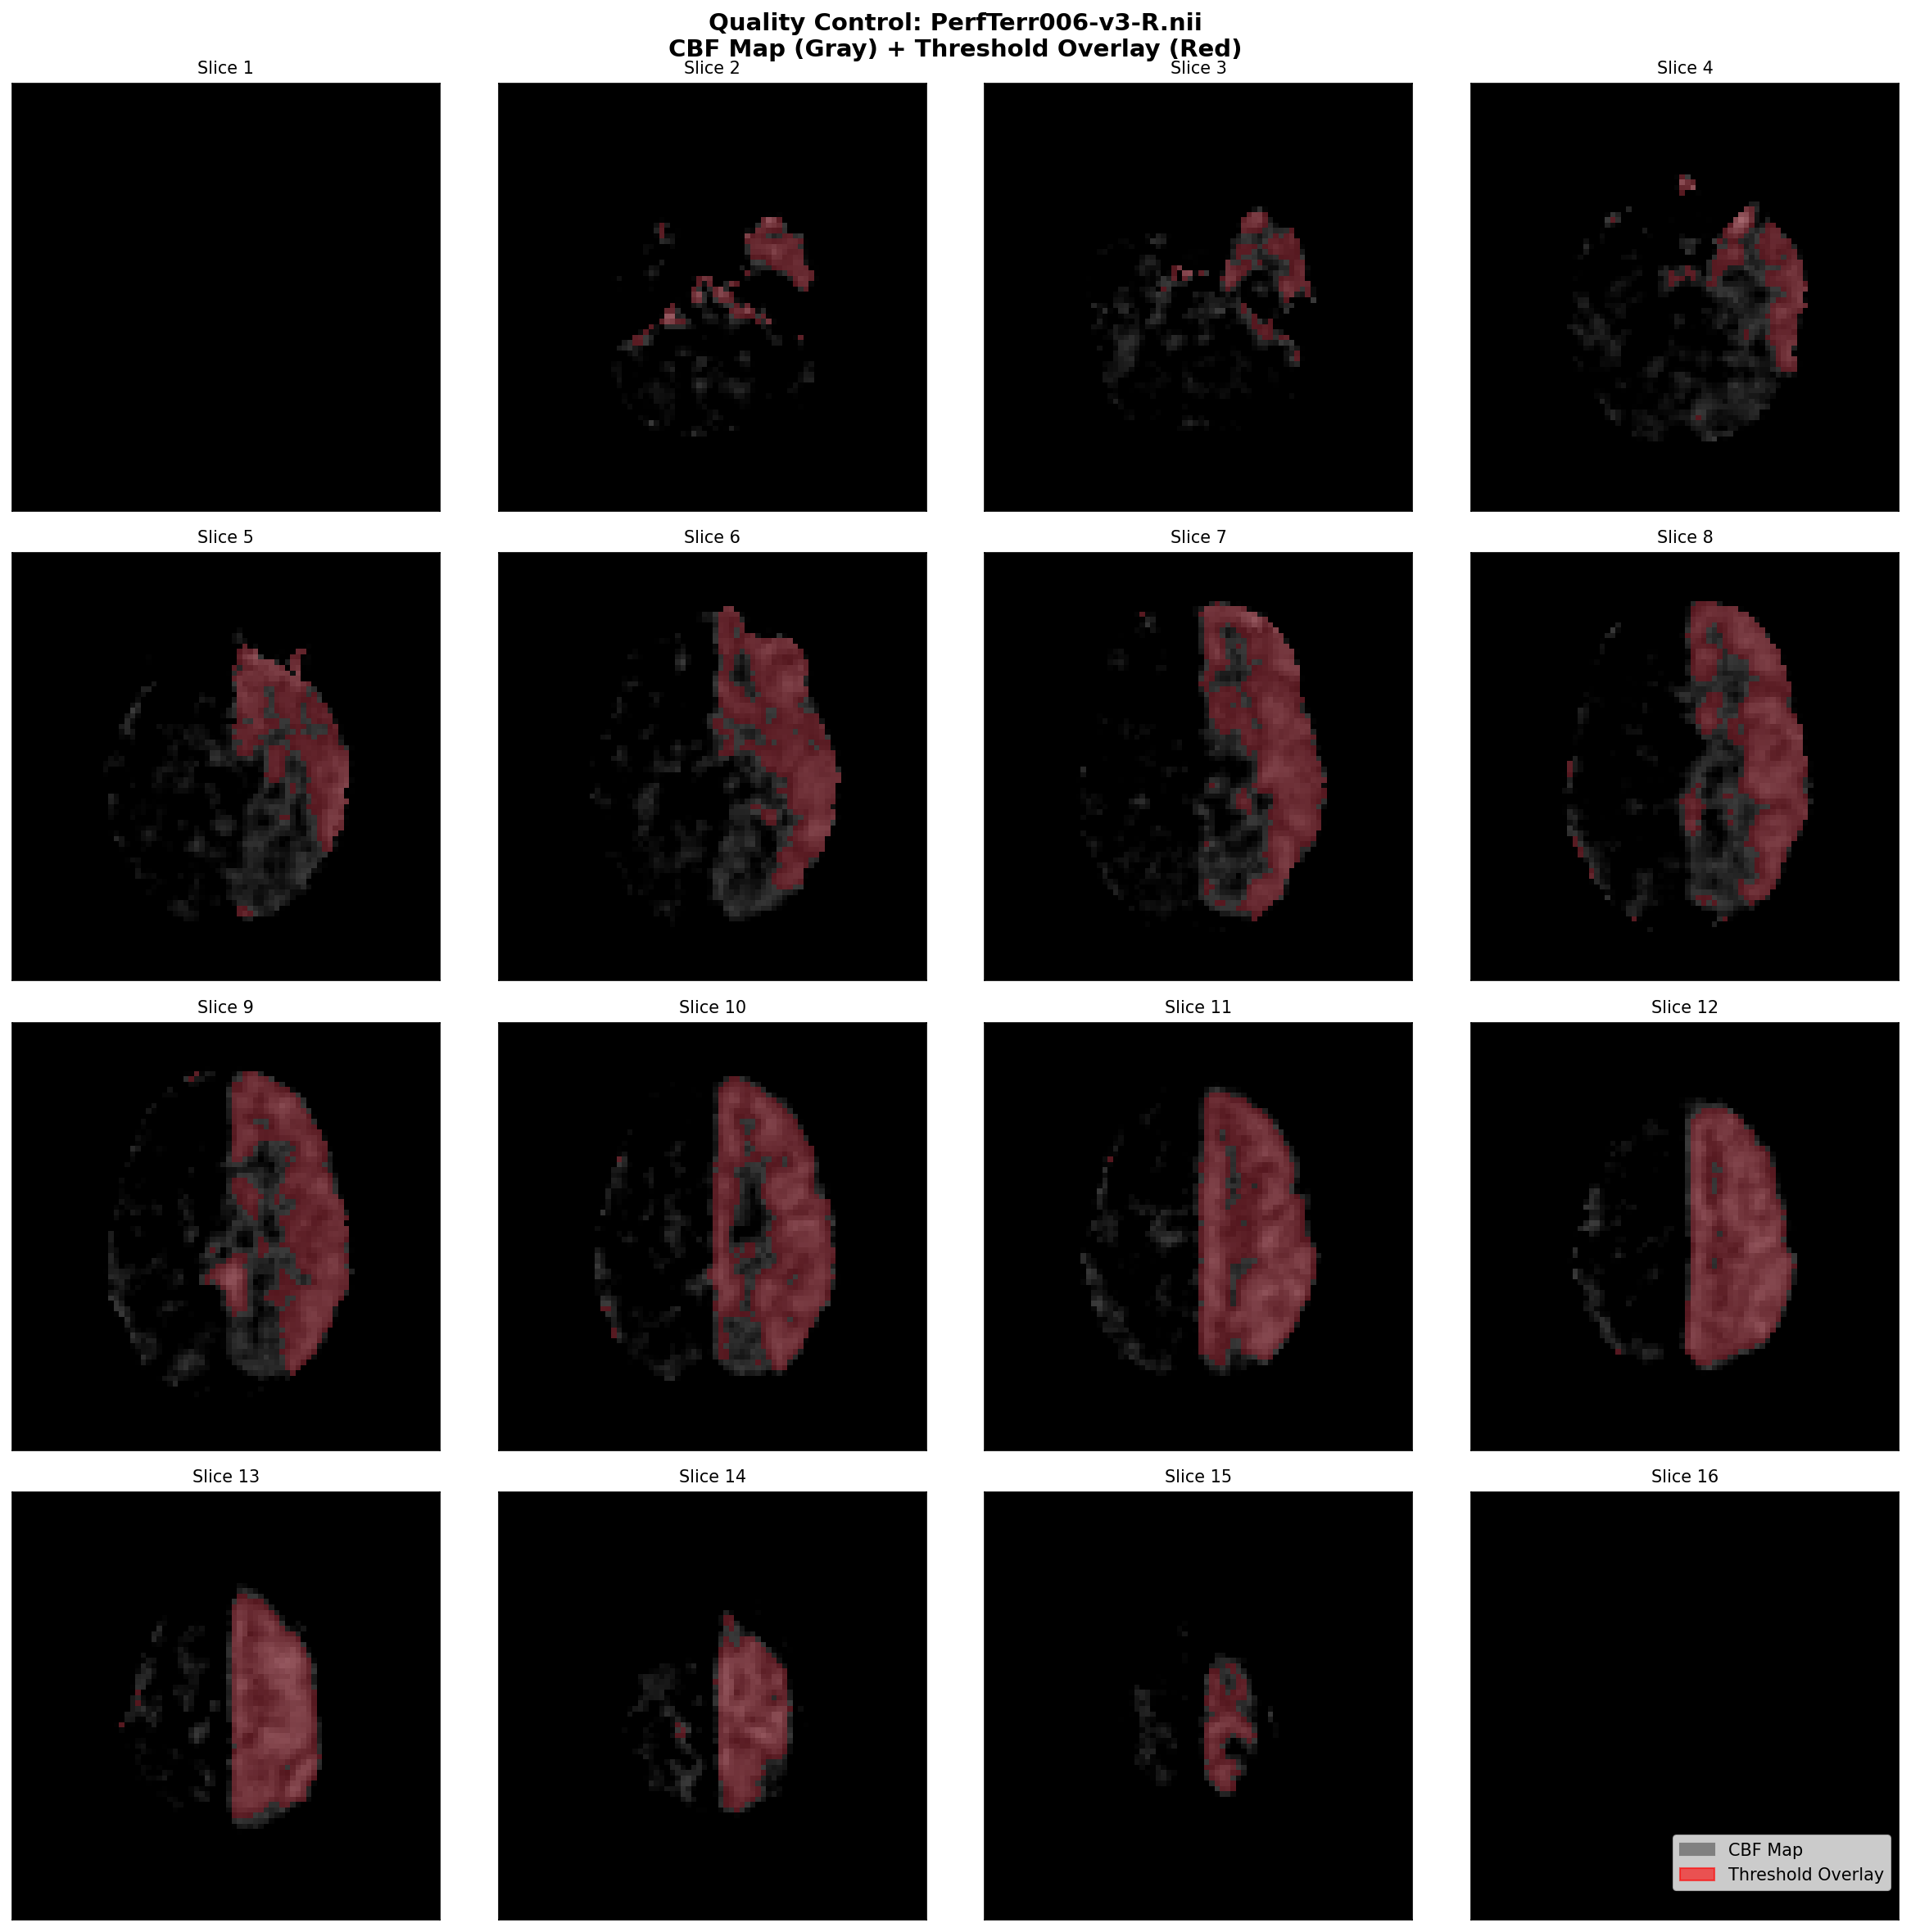 Quality Control: PerfTerr006-v3-R.nii
CBF Map (Gray) + Threshold Overlay (Red)
Slice 1
Slice 2
Slice 3
Slice 4
Slice 5
Slice 6
Slice 7
Slice 8
Slice 9
Slice 10
Slice 11
Slice 12
Slice 13
Slice 14
Slice 15
Slice 16
CBF Map
Threshold Overlay